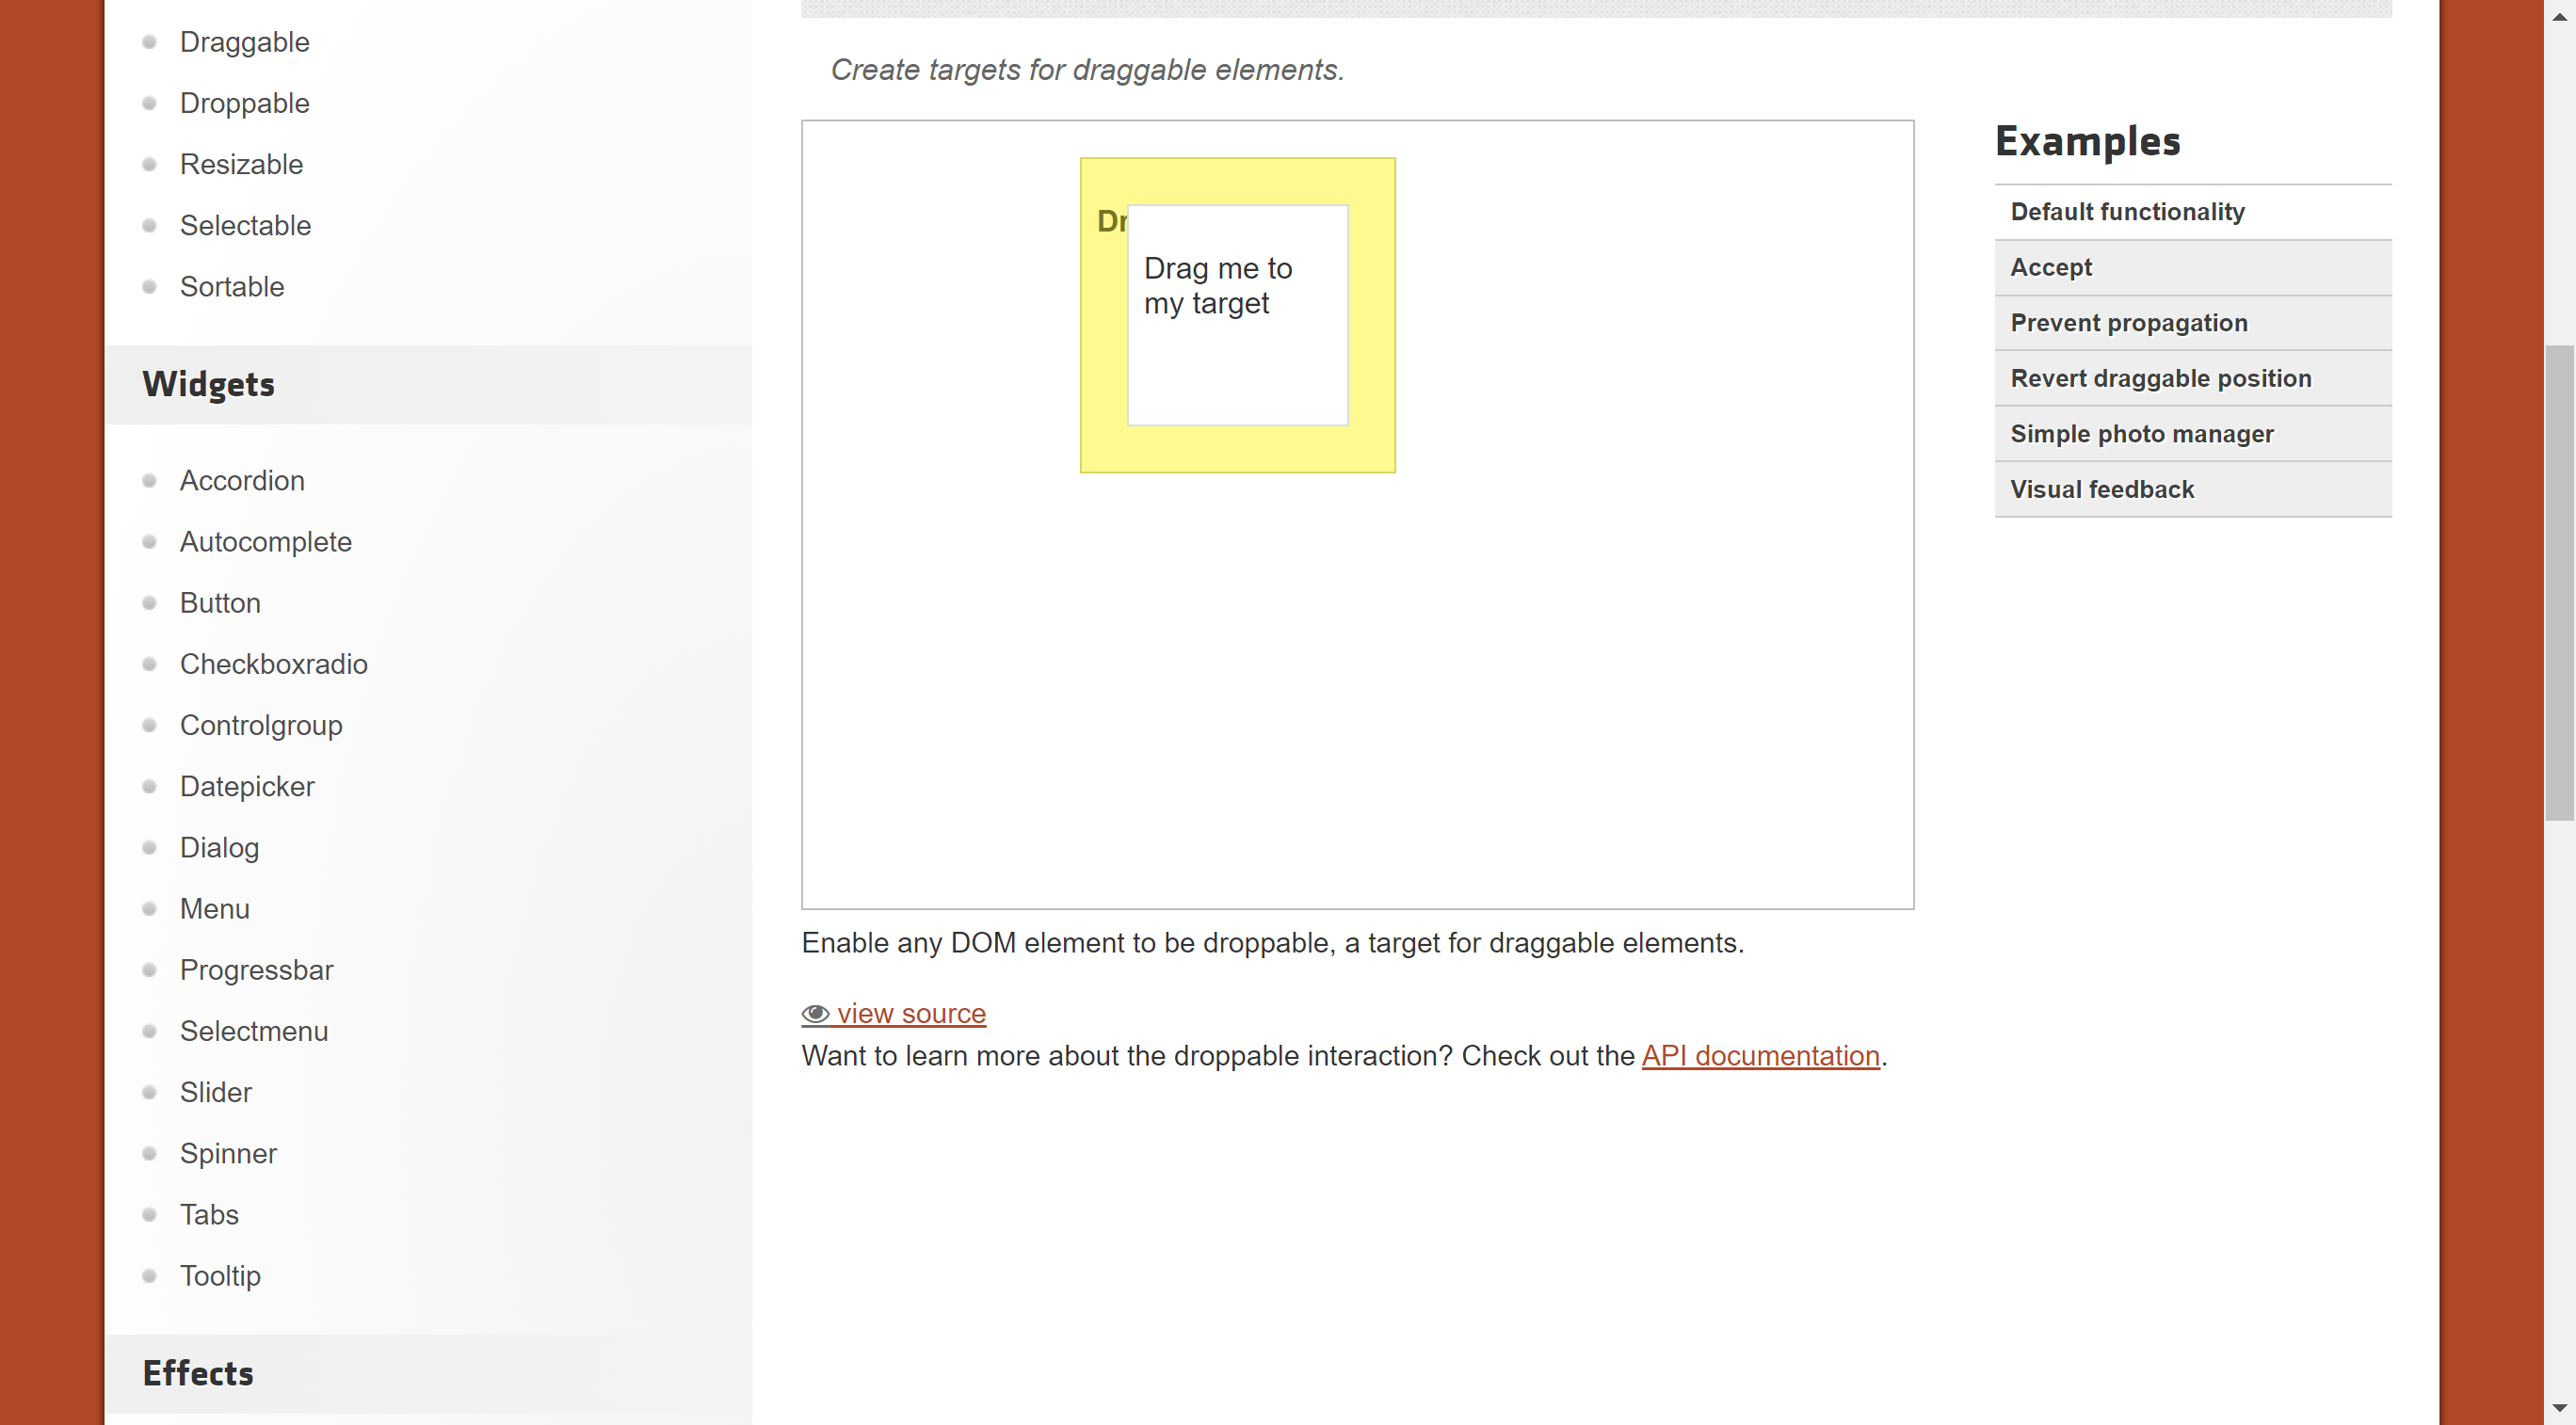 Draggable
Droppable
Resizable
Selectable
Sortable
Widgets
Accordion
Autocomplete
Button
Checkboxradio
Controlgroup
Datepicker
Dialog
Menu
Progressbar
Selectmenu
Slider
Spinner
Tabs
Tooltip
Effects
Create targets for draggable elements.
Drag me to
my target
Enable any DOM element to be droppable, a target for draggable elements.
view source
Want to learn more about the droppable interaction? Check out the API documentation.
Examples
Default functionality
Accept
Prevent propagation
Revert draggable position
Simple photo manager
Visual feedback